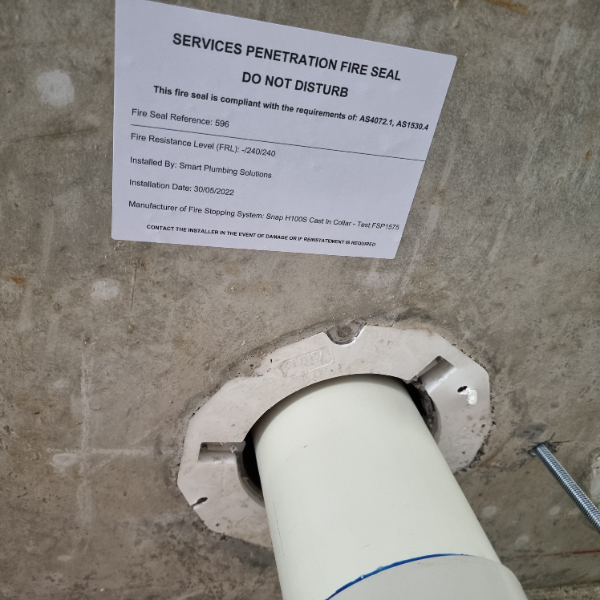 SERVICES PENETRATION FIRE SEAL
DO NOT DISTURB
This fire seal is compliant with the requirements of: AS4072.1, AS1530.4
Fire Seal Reference: 596
Fire Resistance Level (FRL): -/240/240
Installed By: Smart Plumbing Solutions
Installation Date: 30/05/2022
Manufacturer of Fire Stopping System: Snap H100S Cast In Collar - Test FSP1575
CONTACT THE INSTALLER IN THE EVENT OF DAMAGE OR IF REINSTATEMENT IS REQUIRED